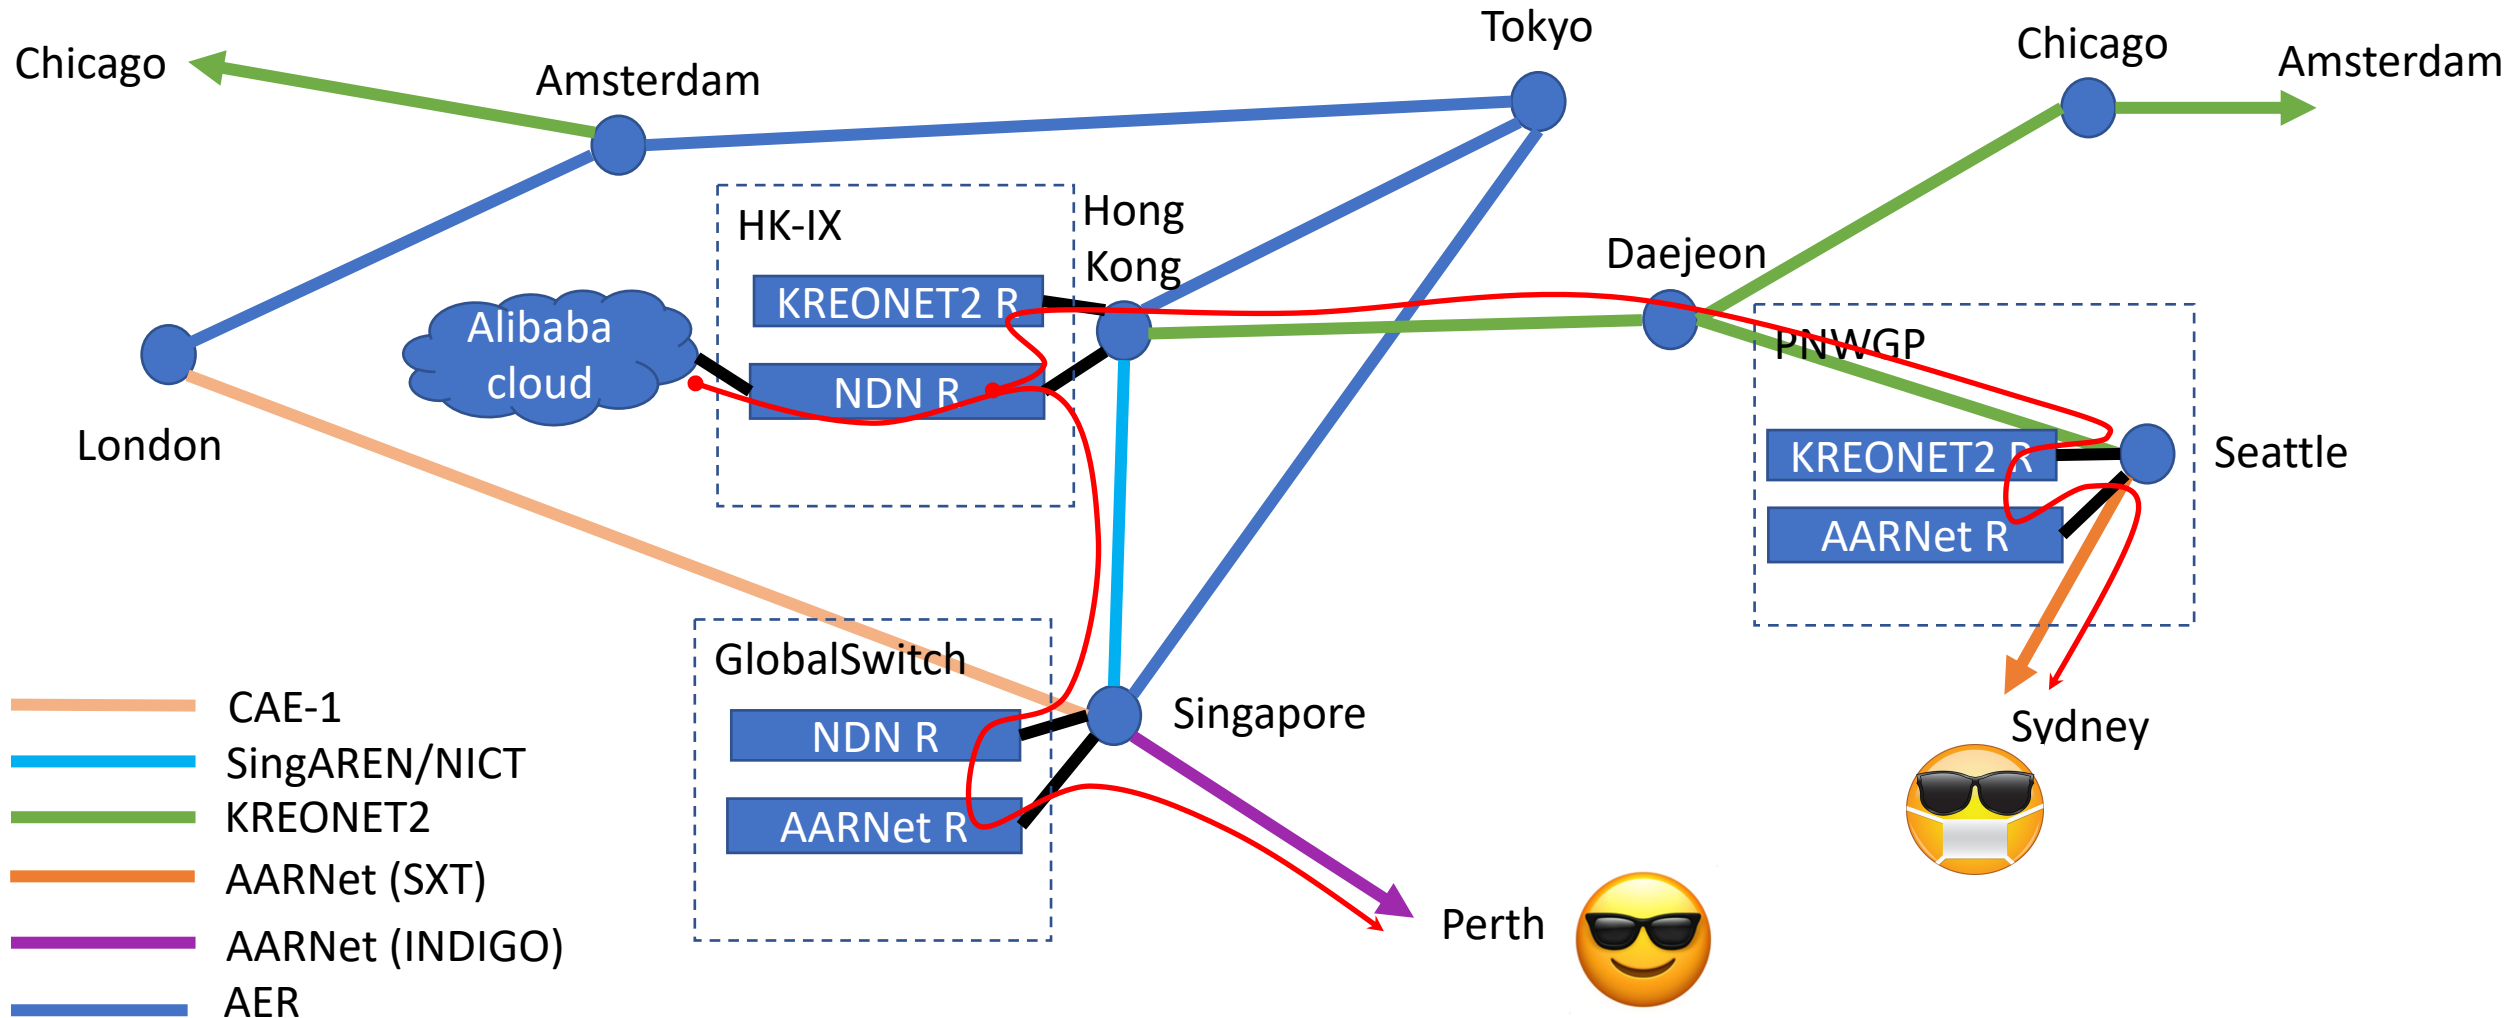 Tokyo
Chicago
Amsterdam
Chicago
Amsterdam
HK-IX
Hong
Kong
Daejeon
KREONET2 R
Alibaba
cloud
NDN R
PNWGP
London
KREONET2 R
Seattle
AARNet R
GlobalSwitch
NDN R
Singapore
AARNet R
Sydney
Perth
CAE-1
SingAREN/NICT
KREONET2
AARNet (SXT)
AARNet (INDIGO)
AER